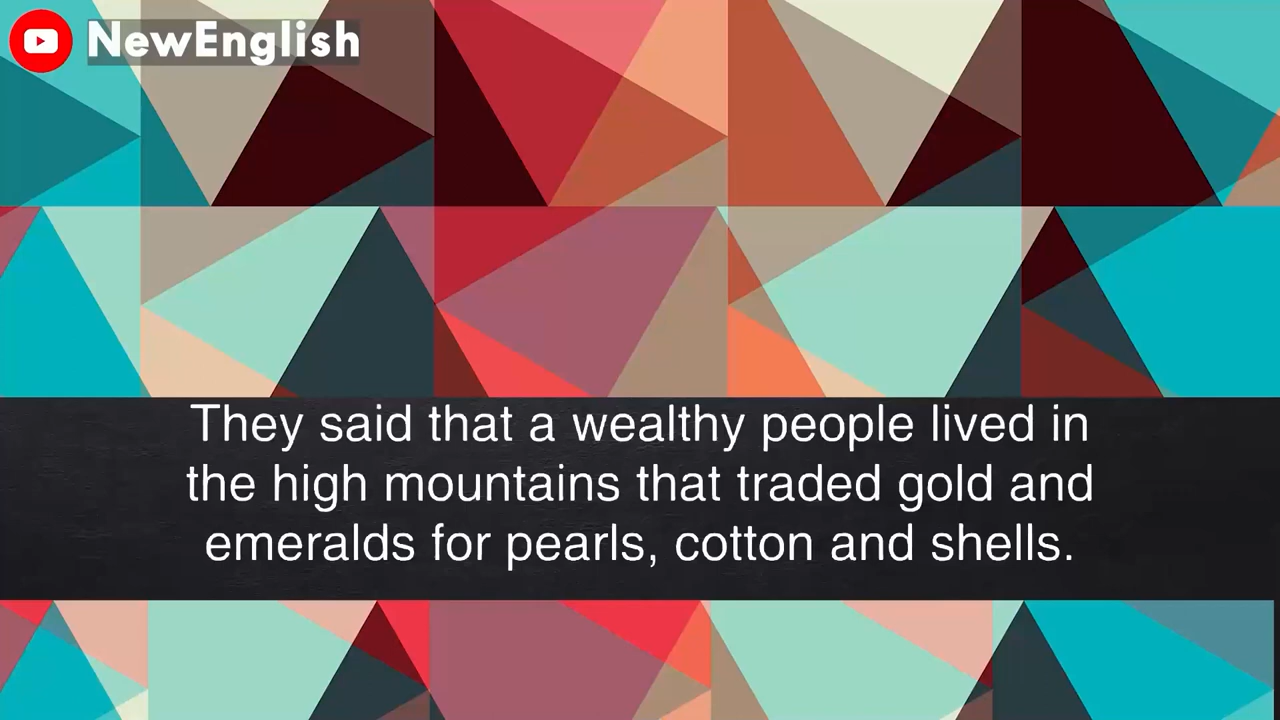 NewEnglish
They said that a wealthy people lived in
the high mountains that traded gold and
emeralds for pearls, cotton and shells.